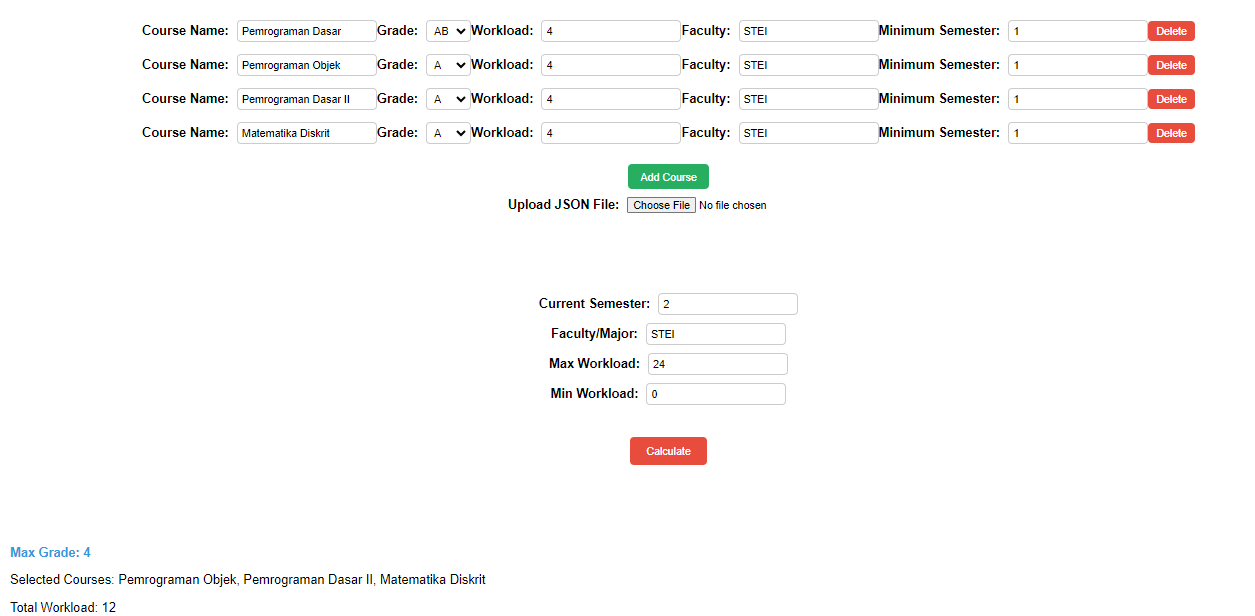 Course Name: Pemrograman Dasar Grade: AB Workload: 4 Faculty: STEI Minimum Semester: 1 Delete
Course Name: Pemrograman Objek Grade: A Workload: 4 Faculty: STEI Minimum Semester: 1 Delete
Course Name: Pemrograman Dasar II Grade: A Workload: 4 Faculty: STEI Minimum Semester: 1 Delete
Course Name: Matematika Diskrit Grade: A Workload: 4 Faculty: STEI Minimum Semester: 1 Delete
Add Course
Upload JSON File: Choose File No file chosen
Current Semester: 2
Faculty/Major: STEI
Max Workload: 24
Min Workload: 0
Calculate
Max Grade: 4
Selected Courses: Pemrograman Objek, Pemrograman Dasar II, Matematika Diskrit
Total Workload: 12